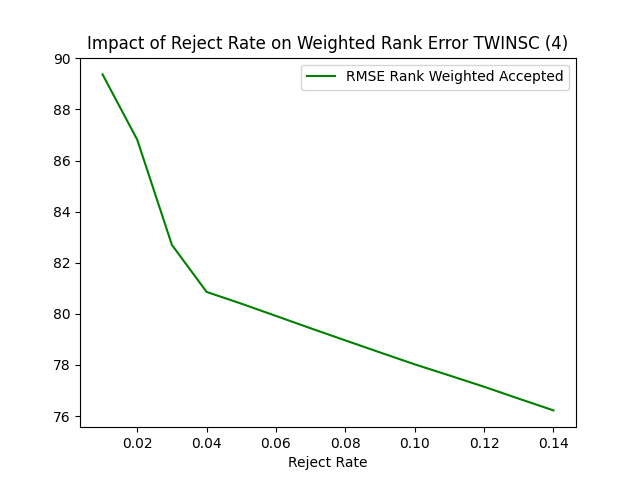 Impact of Reject Rate on Weighted Rank Error TWINSC (4)
RMSE Rank Weighted Accepted
90
88
86
84
82
80
78
76
0.02 0.04 0.06 0.08 0.10 0.12 0.14
Reject Rate